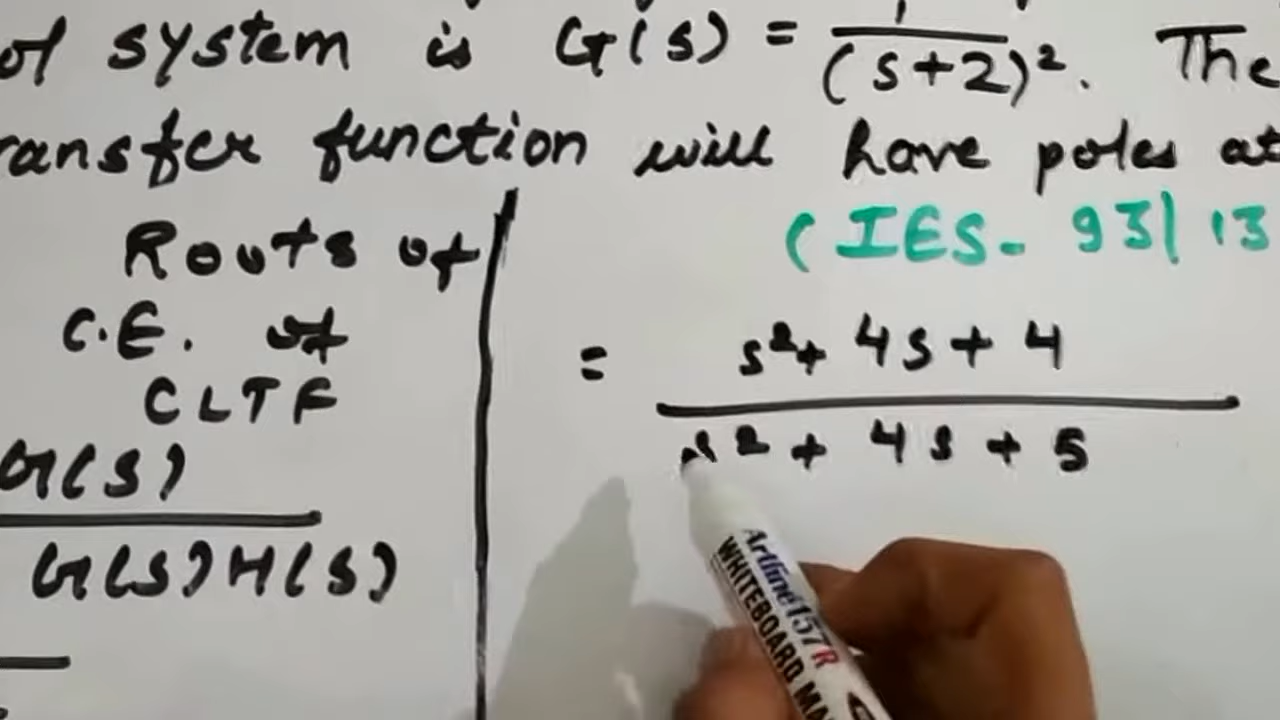 of system is G(s) = 1/(s+2)². The
ransfer function will have poles at
(IES- 93/13
Roots of
C.E. of
CLTF
G(s)
G(s)H(s)
= s²+ 4s + 4
s² + 4s + 5
Artline 157R
WHITEBOARD MA